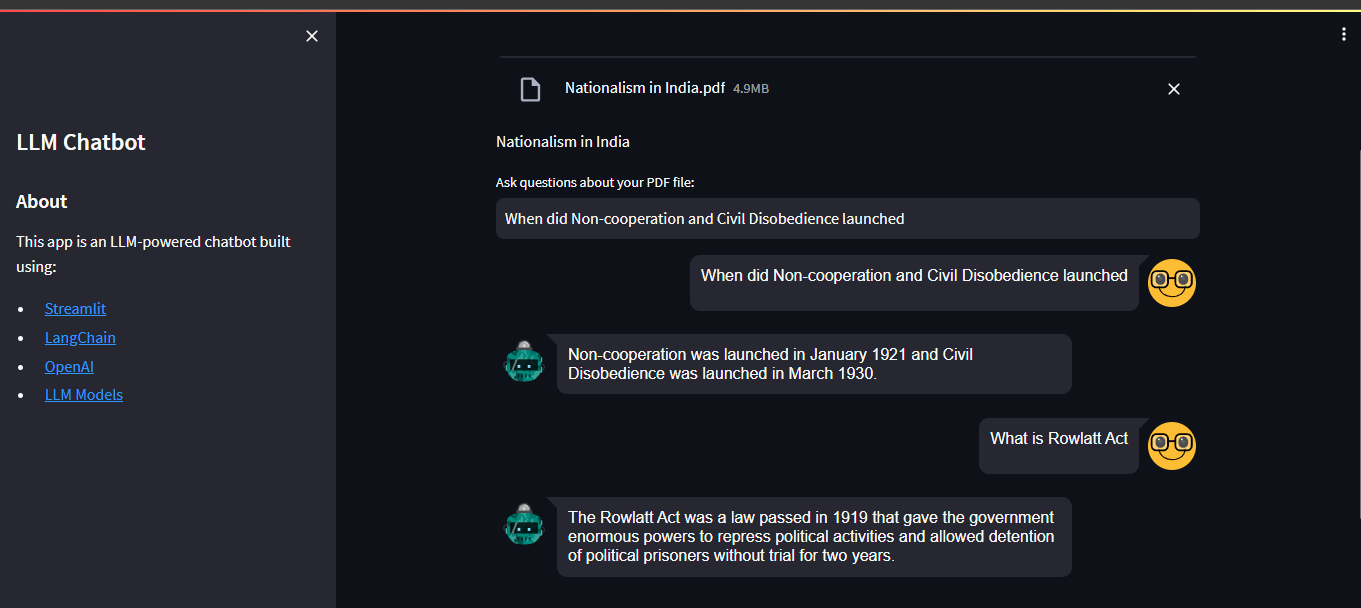 LLM Chatbot
About
This app is an LLM-powered chatbot built
using:
Streamlit
LangChain
OpenAI
LLM Models
Nationalism in India.pdf 4.9MB
Nationalism in India
Ask questions about your PDF file:
When did Non-cooperation and Civil Disobedience launched
When did Non-cooperation and Civil Disobedience launched
Non-cooperation was launched in January 1921 and Civil
Disobedience was launched in March 1930.
What is Rowlatt Act
The Rowlatt Act was a law passed in 1919 that gave the government
enormous powers to repress political activities and allowed detention
of political prisoners without trial for two years.